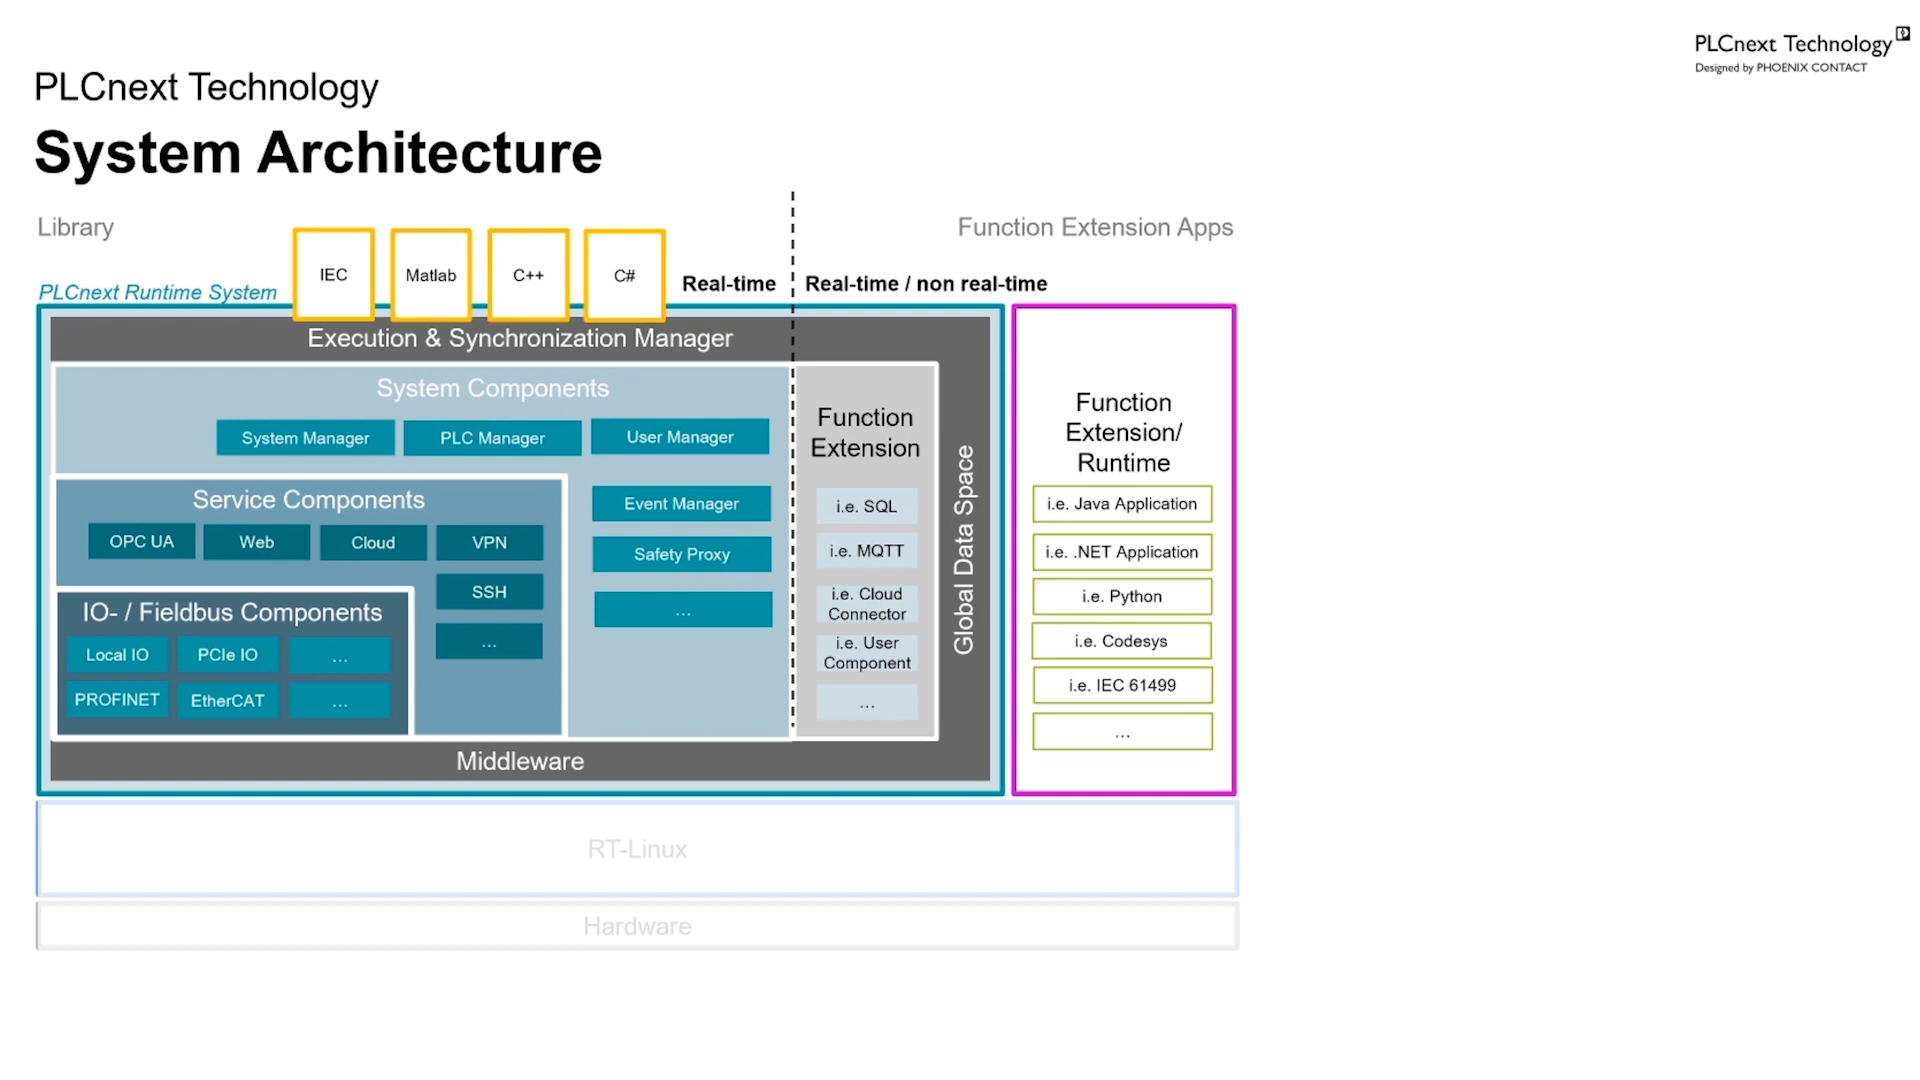 PLCnext Technology
Designed by PHOENIX CONTACT
PLCnext Technology
System Architecture
Library
Function Extension Apps
IEC
Matlab
C++
C#
Real-time
Real-time / non real-time
PLCnext Runtime System
Execution & Synchronization Manager
System Components
System Manager
PLC Manager
User Manager
Event Manager
Safety Proxy
...
Service Components
OPC UA
Web
Cloud
VPN
SSH
...
IO- / Fieldbus Components
Local IO
PCIe IO
...
PROFINET
EtherCAT
...
Function
Extension
i.e. SQL
i.e. MQTT
i.e. Cloud
Connector
i.e. User
Component
...
Global Data Space
Middleware
Function
Extension/
Runtime
i.e. Java Application
i.e. .NET Application
i.e. Python
i.e. Codesys
i.e. IEC 61499
...
RT-Linux
Hardware